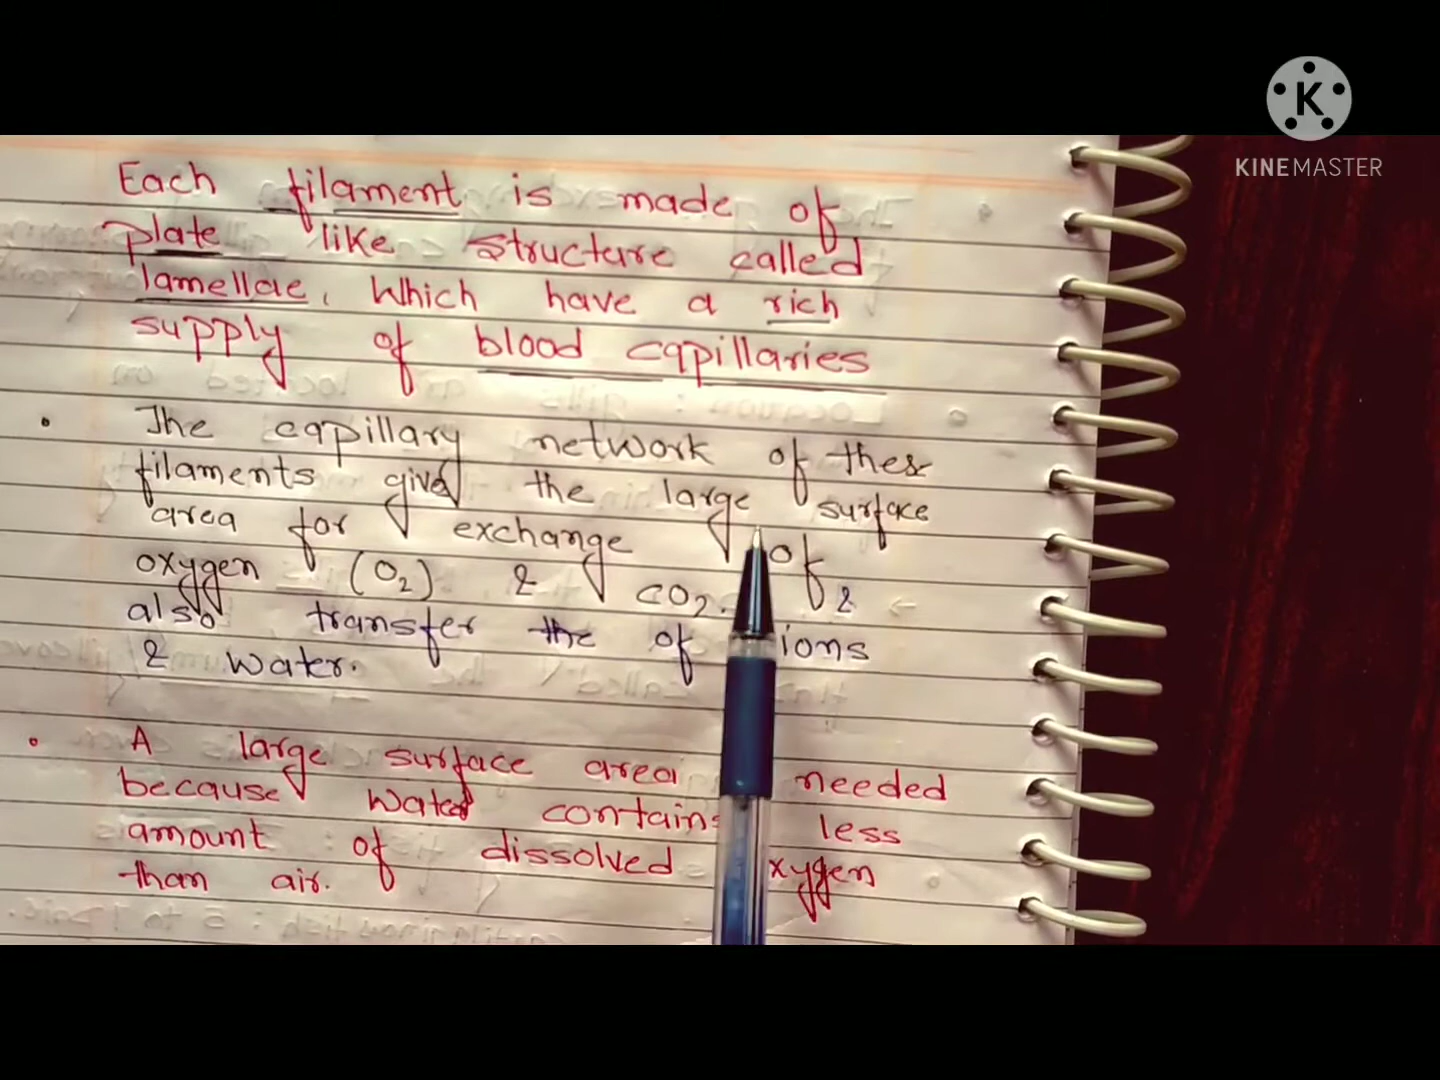 KINEMASTER
Each filament is made of
plate like structure called
lamellae, which have a rich
supply of blood capillaries
• The capillary network of these
filaments give the large surface
area for exchange of
oxygen (O2) & CO2. &
also transfer the of ions
& water.
• A large surface area needed
because water contains less
amount of dissolved xygen
than air.